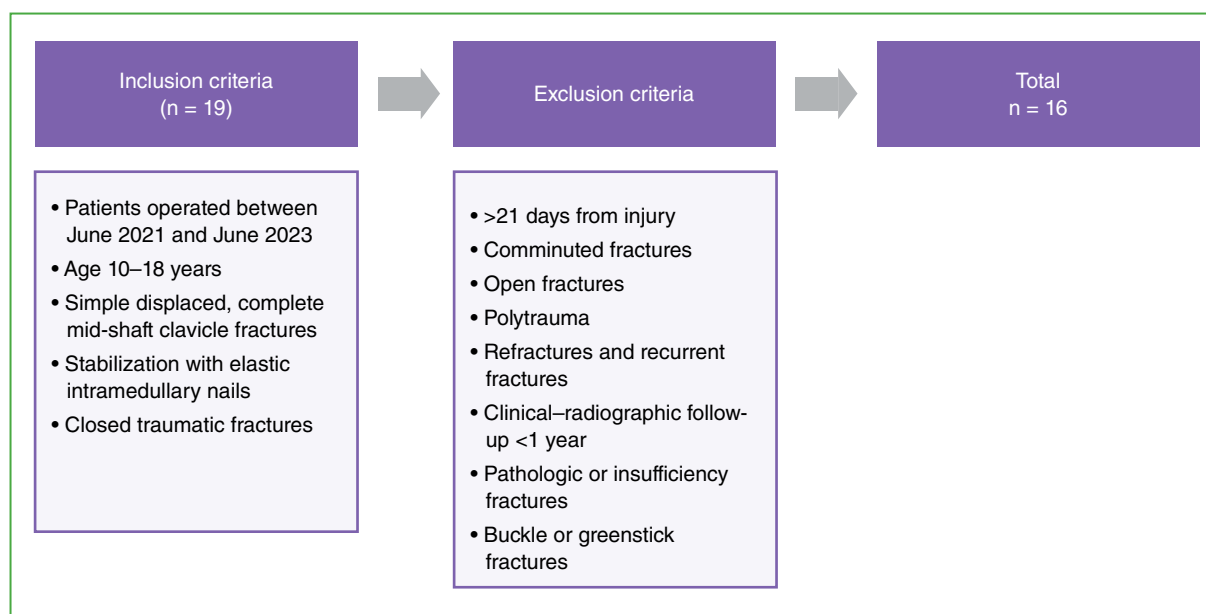 Inclusion criteria
(n = 19)
• Patients operated between
June 2021 and June 2023
• Age 10–18 years
• Simple displaced, complete
mid-shaft clavicle fractures
• Stabilization with elastic
intramedullary nails
• Closed traumatic fractures
Exclusion criteria
• >21 days from injury
• Comminuted fractures
• Open fractures
• Polytrauma
• Refractures and recurrent
fractures
• Clinical–radiographic follow-
up <1 year
• Pathologic or insufficiency
fractures
• Buckle or greenstick
fractures
Total
n = 16